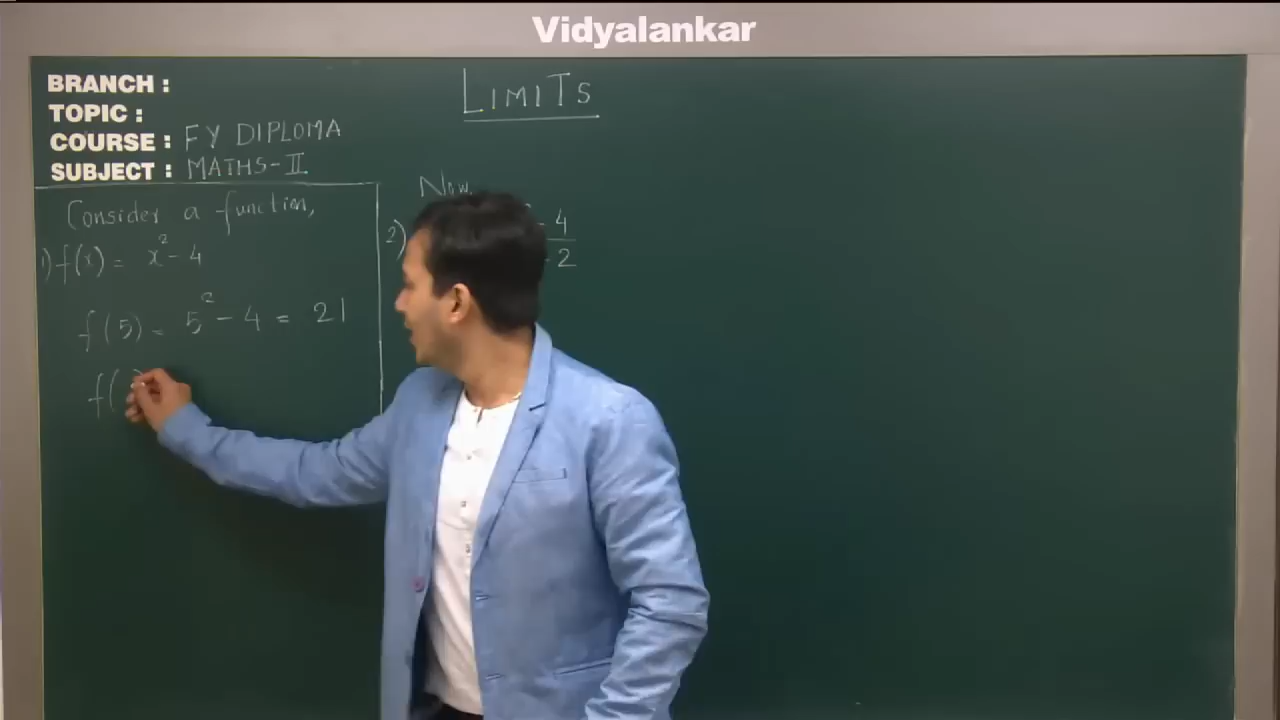 Vidyalankar
BRANCH :
TOPIC :
COURSE : FY DIPLOMA
SUBJECT : MATHS-II
LIMITS
Consider a function,
1) f(x) = x² - 4
f(5) = 5² - 4 = 21
f(
Now
2)
- 4
- 2